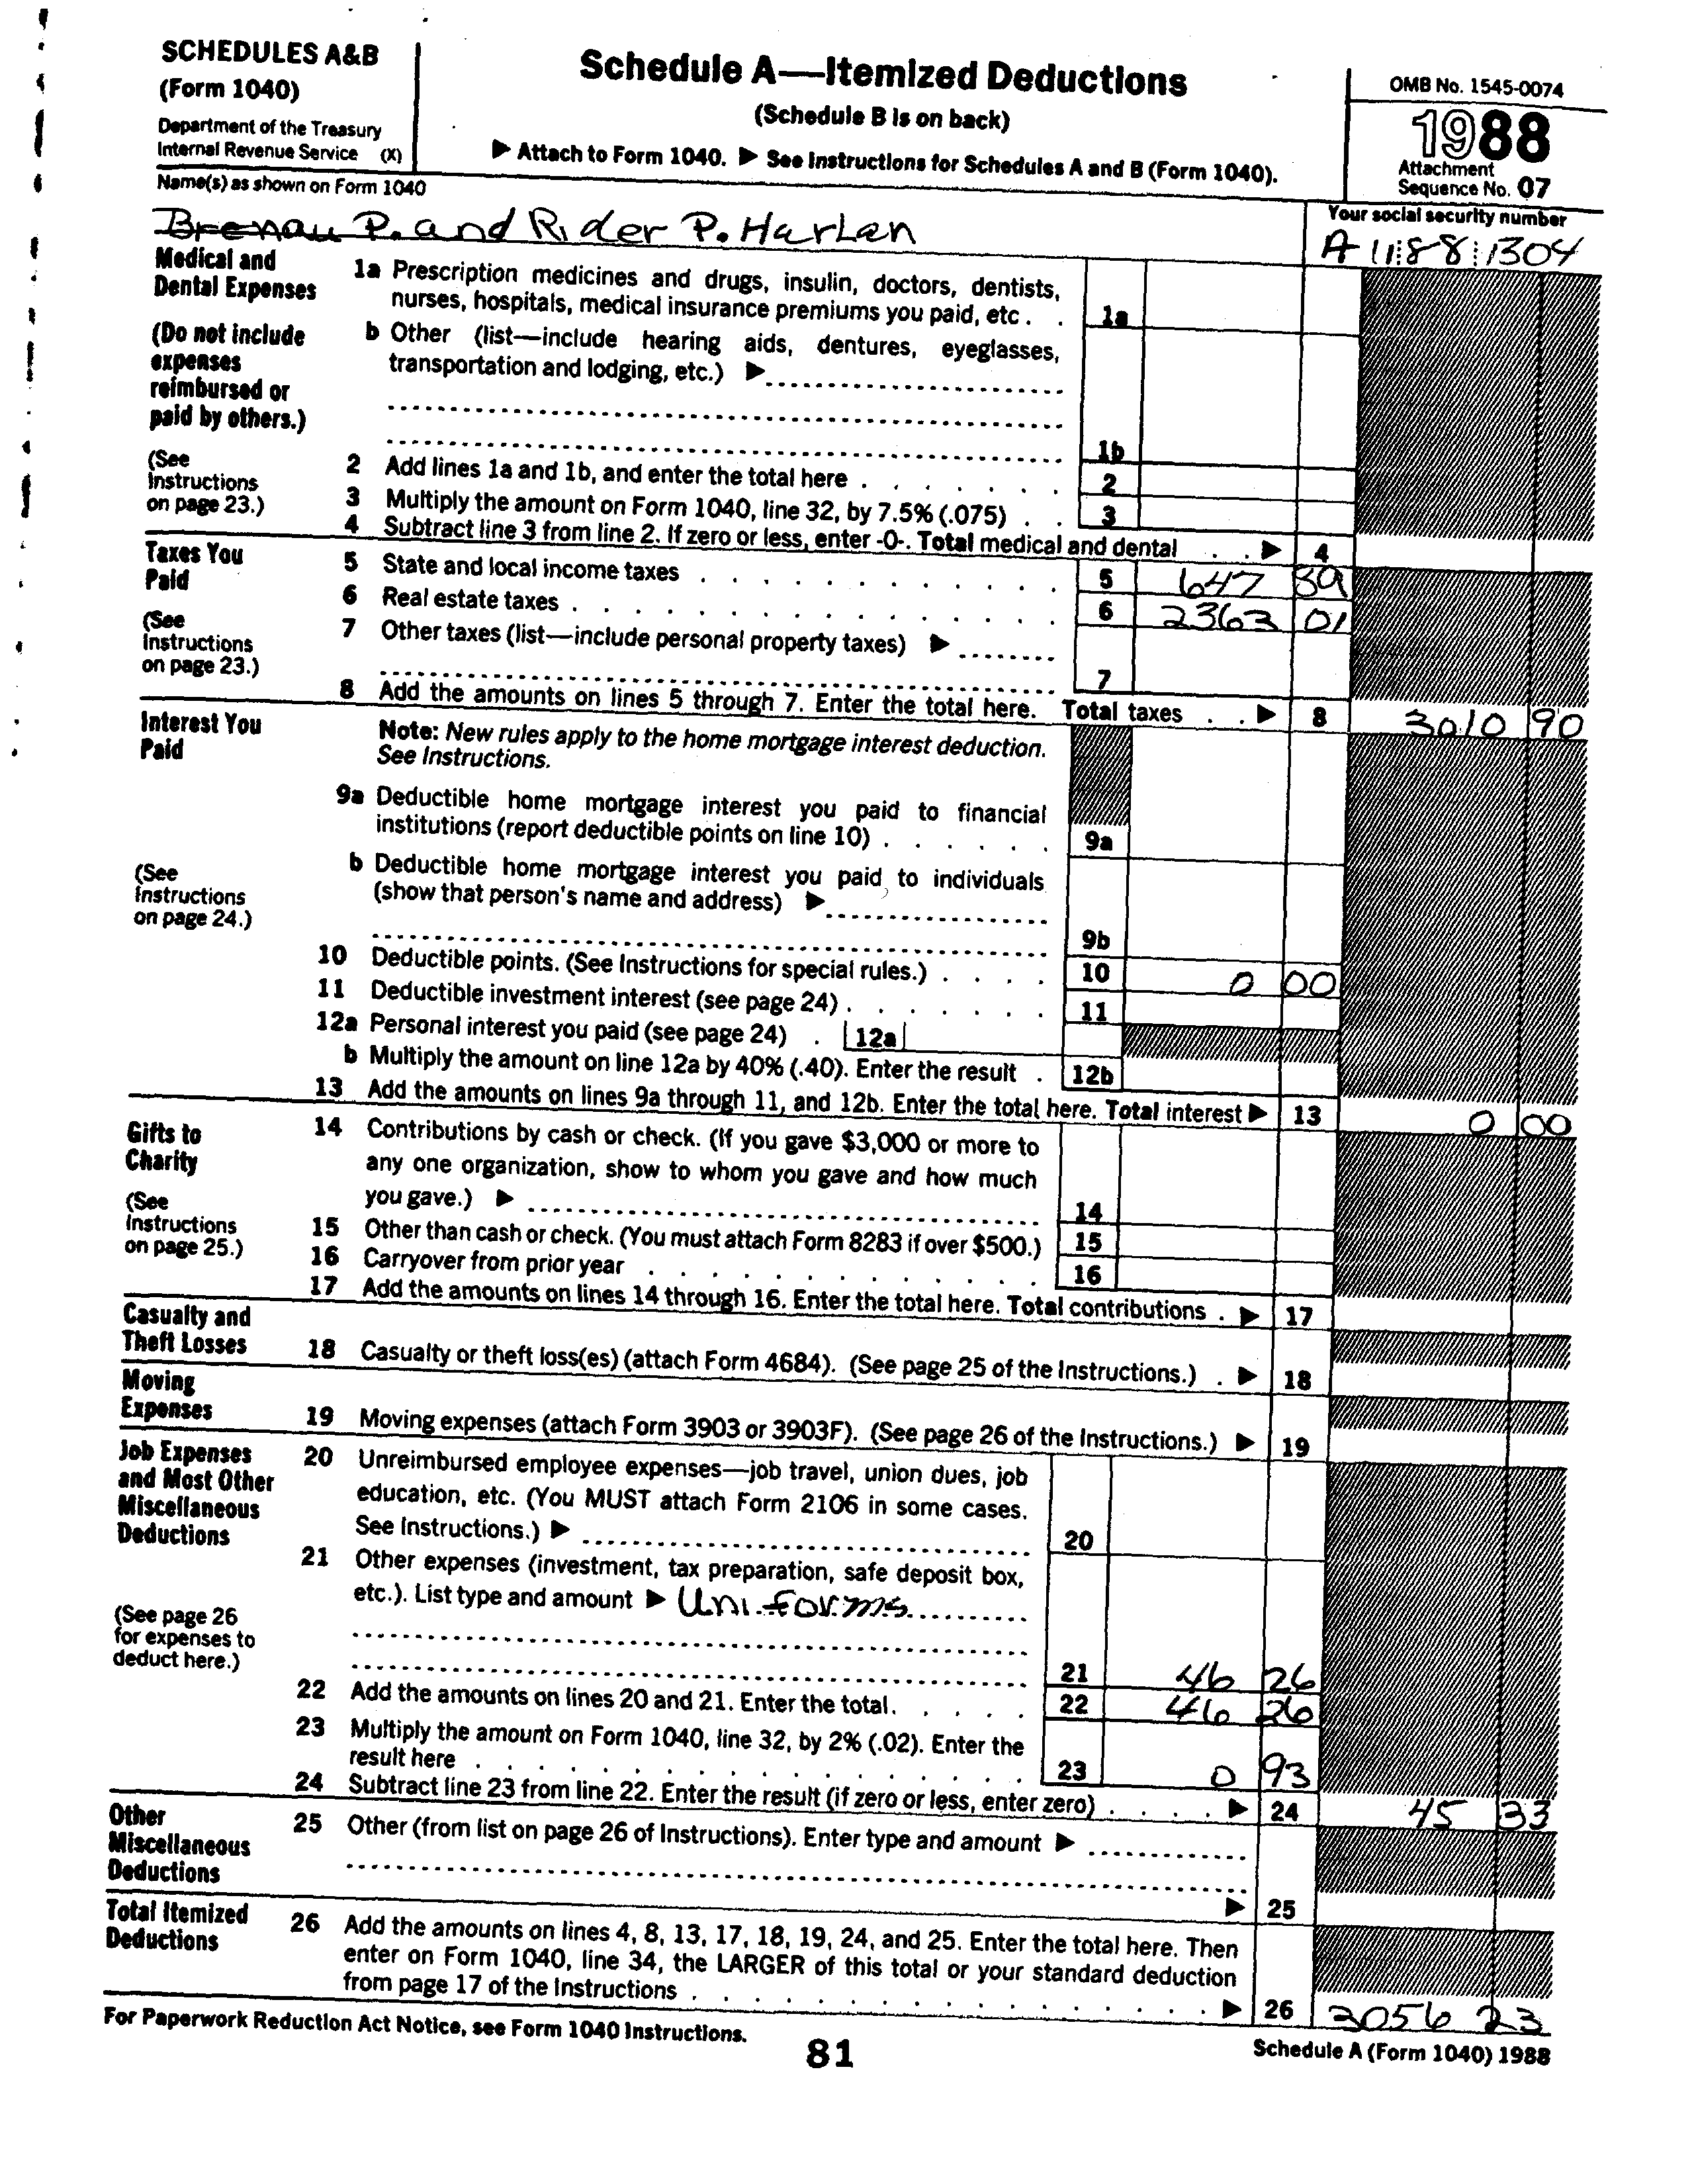 SCHEDULES A&B
(Form 1040)
Department of the Treasury
Internal Revenue Service (X)
Schedule A—Itemized Deductions
(Schedule B is on back)
▶ Attach to Form 1040. ▶ See Instructions for Schedules A and B (Form 1040).
OMB No. 1545-0074
1988
Attachment
Sequence No. 07
Name(s) as shown on Form 1040
Your social security number
P. and Rider P. Harlan
A 11 88 1304
Medical and
Dental Expenses
(Do not include
expenses
reimbursed or
paid by others.)
(See
Instructions
on page 23.)
1a Prescription medicines and drugs, insulin, doctors, dentists,
nurses, hospitals, medical insurance premiums you paid, etc . . 1a
b Other (list—include hearing aids, dentures, eyeglasses,
transportation and lodging, etc.) ▶
1b
2 Add lines 1a and 1b, and enter the total here . . . . . . . 2
3 Multiply the amount on Form 1040, line 32, by 7.5% (.075) . . 3
4 Subtract line 3 from line 2. If zero or less, enter -0-. Total medical and dental . . ▶ 4
Taxes You
Paid
(See
Instructions
on page 23.)
5 State and local income taxes . . . . . . . . . . . . 5 647 89
6 Real estate taxes . . . . . . . . . . . . . . . 6 2363 01
7 Other taxes (list—include personal property taxes) ▶
7
8 Add the amounts on lines 5 through 7. Enter the total here. Total taxes . . ▶ 8 3010 90
Interest You
Paid
(See
Instructions
on page 24.)
Note: New rules apply to the home mortgage interest deduction.
See Instructions.
9a Deductible home mortgage interest you paid to financial
institutions (report deductible points on line 10) . . . . . . 9a
b Deductible home mortgage interest you paid to individuals
(show that person's name and address) ▶
9b
10 Deductible points. (See Instructions for special rules.) . . . . 10 0 00
11 Deductible investment interest (see page 24) . . . . . . . 11
12a Personal interest you paid (see page 24) . 12a
b Multiply the amount on line 12a by 40% (.40). Enter the result . 12b
13 Add the amounts on lines 9a through 11, and 12b. Enter the total here. Total interest ▶ 13 0 00
Gifts to
Charity
(See
Instructions
on page 25.)
14 Contributions by cash or check. (If you gave $3,000 or more to
any one organization, show to whom you gave and how much
you gave.) ▶ 14
15 Other than cash or check. (You must attach Form 8283 if over $500.) 15
16 Carryover from prior year . . . . . . . . . . . . . 16
17 Add the amounts on lines 14 through 16. Enter the total here. Total contributions . ▶ 17
Casualty and
Theft Losses
18 Casualty or theft loss(es) (attach Form 4684). (See page 25 of the Instructions.) . ▶ 18
Moving
Expenses
19 Moving expenses (attach Form 3903 or 3903F). (See page 26 of the Instructions.) ▶ 19
Job Expenses
and Most Other
Miscellaneous
Deductions
(See page 26
for expenses to
deduct here.)
20 Unreimbursed employee expenses—job travel, union dues, job
education, etc. (You MUST attach Form 2106 in some cases.
See Instructions.) ▶ 20
21 Other expenses (investment, tax preparation, safe deposit box,
etc.). List type and amount ▶ Uniforms
21 46 26
22 Add the amounts on lines 20 and 21. Enter the total. . . . . . 22 46 26
23 Multiply the amount on Form 1040, line 32, by 2% (.02). Enter the
result here . . . . . . . . . . . . . . . . . . 23 0 93
24 Subtract line 23 from line 22. Enter the result (if zero or less, enter zero) . . . . ▶ 24 45 33
Other
Miscellaneous
Deductions
25 Other (from list on page 26 of Instructions). Enter type and amount ▶
▶ 25
Total Itemized
Deductions
26 Add the amounts on lines 4, 8, 13, 17, 18, 19, 24, and 25. Enter the total here. Then
enter on Form 1040, line 34, the LARGER of this total or your standard deduction
from page 17 of the Instructions . . . . . . . . . . . . . . . . . ▶ 26 3056 23
For Paperwork Reduction Act Notice, see Form 1040 Instructions.
81
Schedule A (Form 1040) 1988